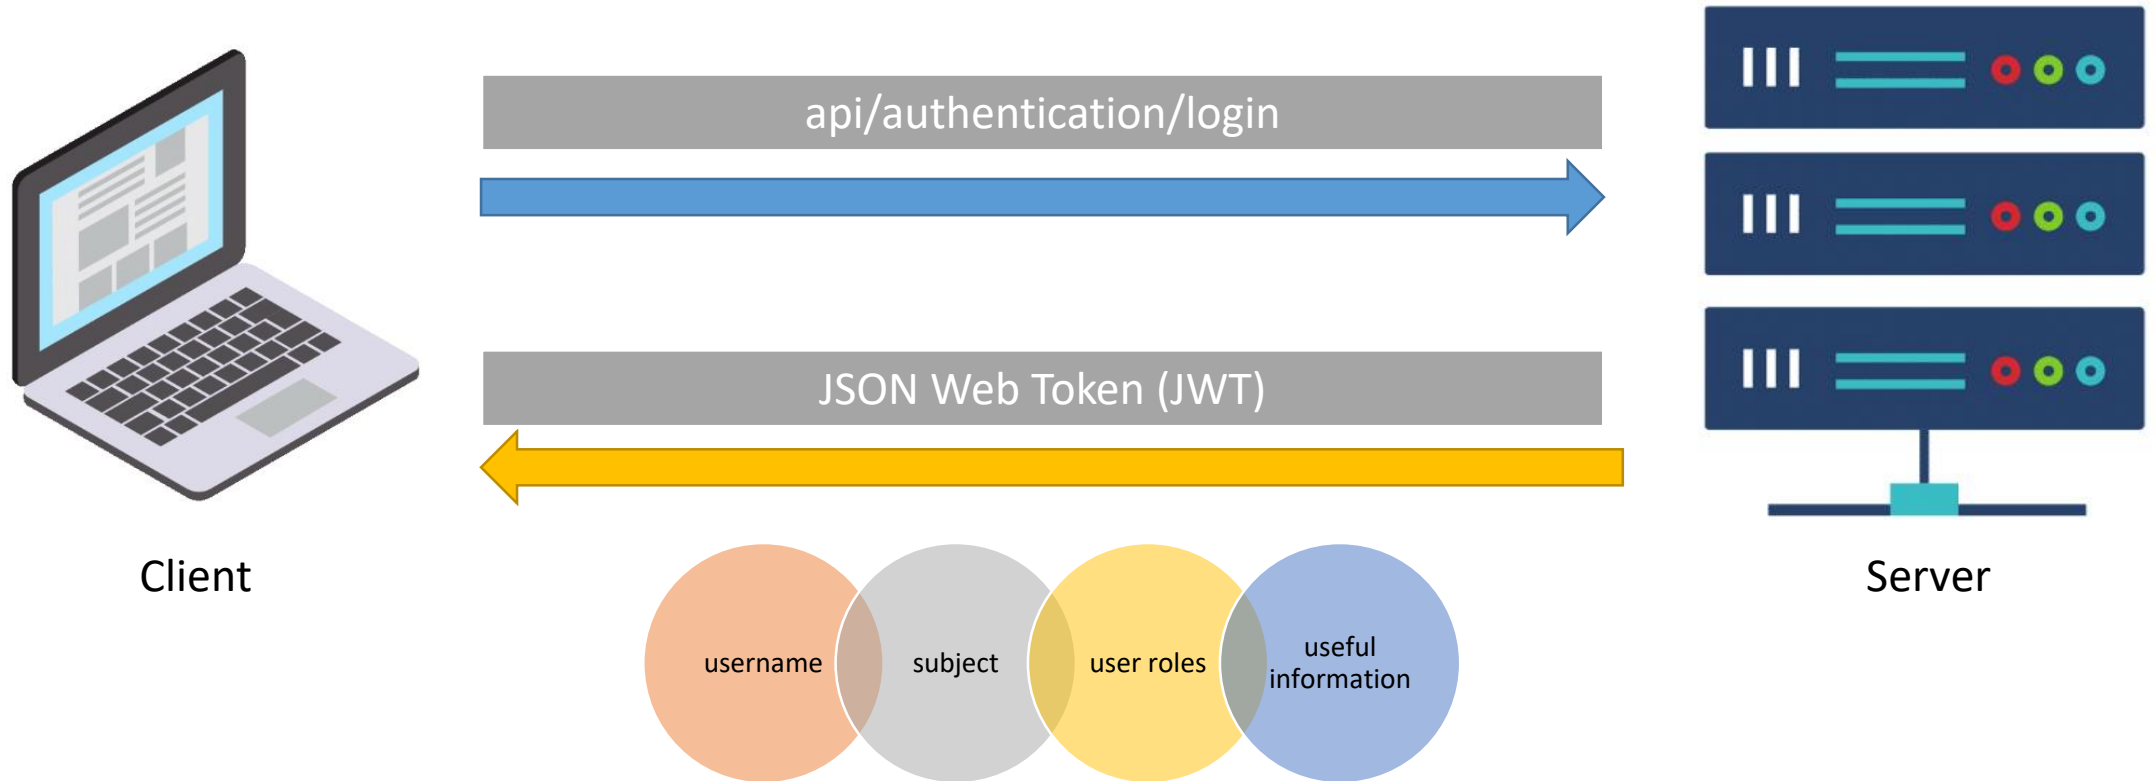 api/authentication/login
JSON Web Token (JWT)
Client
Server
username
subject
user roles
useful
information